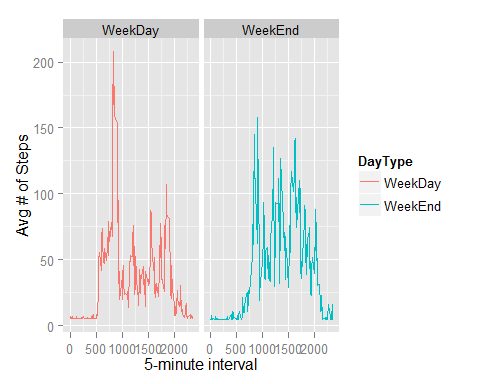 WeekDay WeekEnd
200
150
100
50
0
0 500 1000 1500 2000 0 500 1000 1500 2000
5-minute interval
Avg # of Steps
DayType
WeekDay
WeekEnd